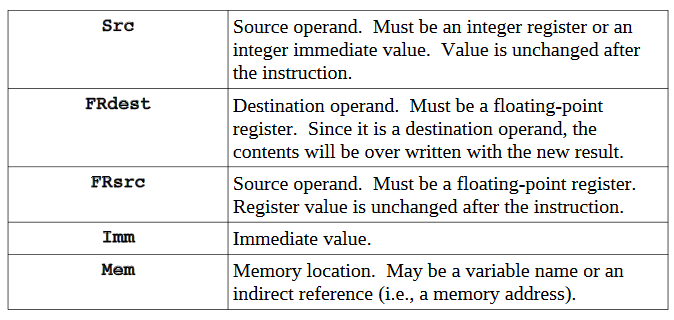 Src
Source operand. Must be an integer register or an
integer immediate value. Value is unchanged after
the instruction.
FRdest
Destination operand. Must be a floating-point
register. Since it is a destination operand, the
contents will be over written with the new result.
FRsrc
Source operand. Must be a floating-point register.
Register value is unchanged after the instruction.
Imm
Immediate value.
Mem
Memory location. May be a variable name or an
indirect reference (i.e., a memory address).